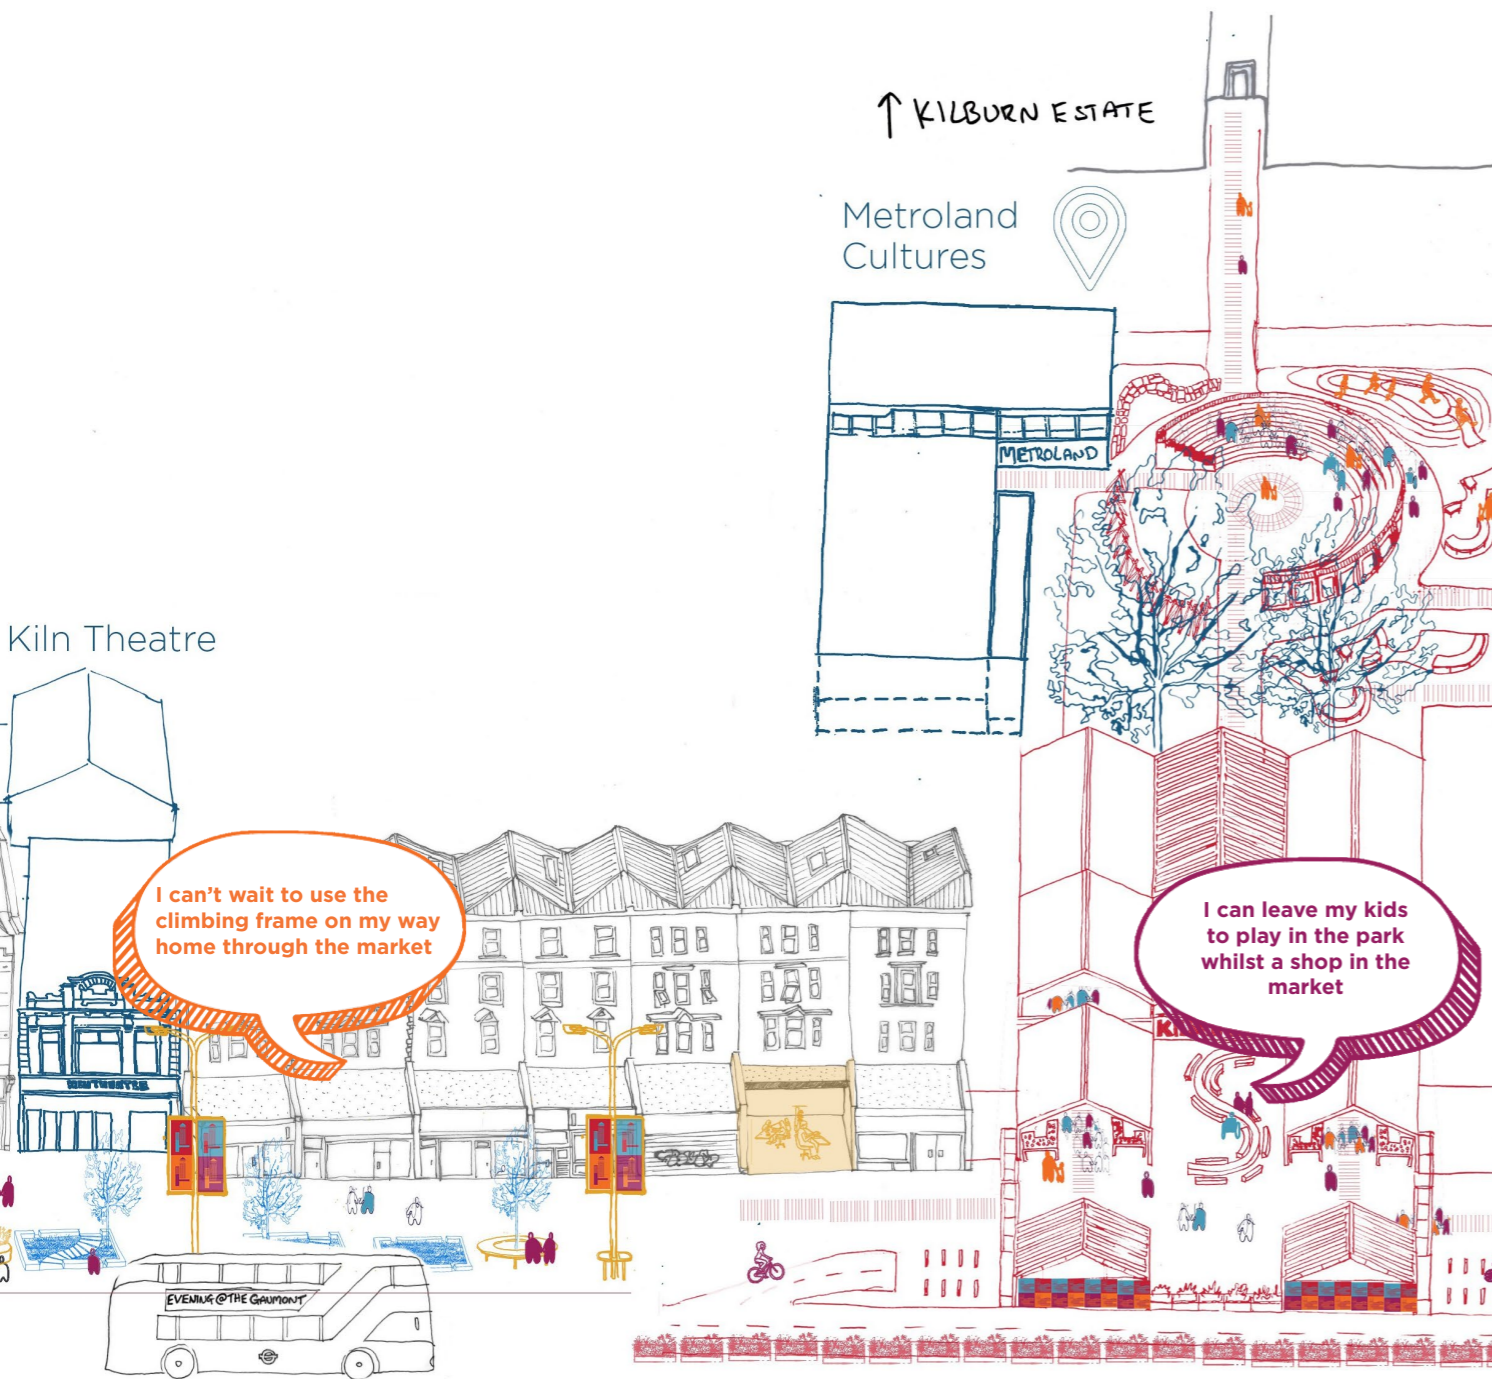 ↑ KILBURN ESTATE
Metroland
Cultures
METROLAND
Kiln Theatre
I can't wait to use the
climbing frame on my way
home through the market
I can leave my kids
to play in the park
whilst a shop in the
market
KILN THEATRE
EVENING @ THE GAUMONT